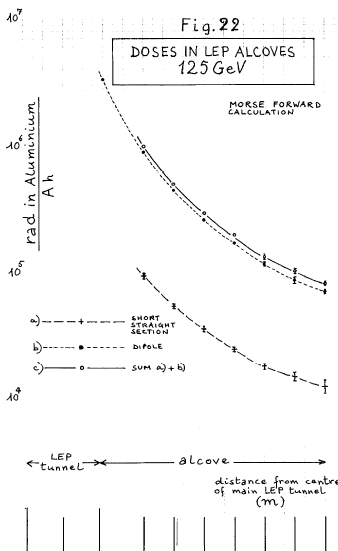 10⁷
Fig.22
DOSES IN LEP ALCOVES
125 GeV
MORSE FORWARD
CALCULATION
rad in Aluminium
Ah
10⁶
10⁵
a) SHORT
STRAIGHT
SECTION
b) DIPOLE
c) SUM a)+b)
10⁴
LEP
tunnel
alcove
distance from centre
of main LEP tunnel
(m)